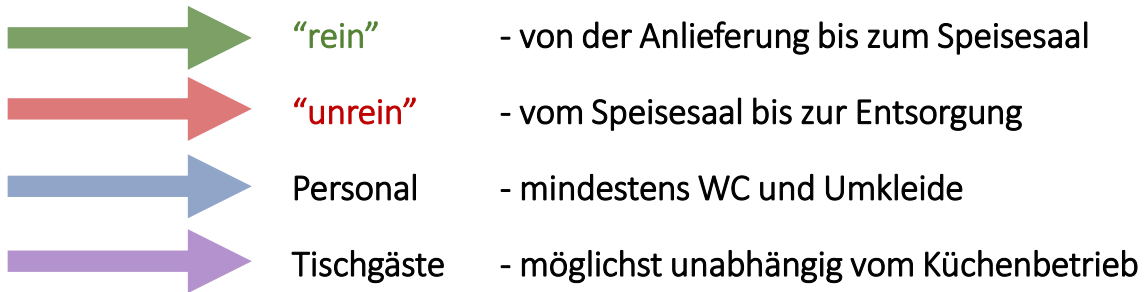 “rein” - von der Anlieferung bis zum Speisesaal
“unrein” - vom Speisesaal bis zur Entsorgung
Personal - mindestens WC und Umkleide
Tischgäste - möglichst unabhängig vom Küchenbetrieb